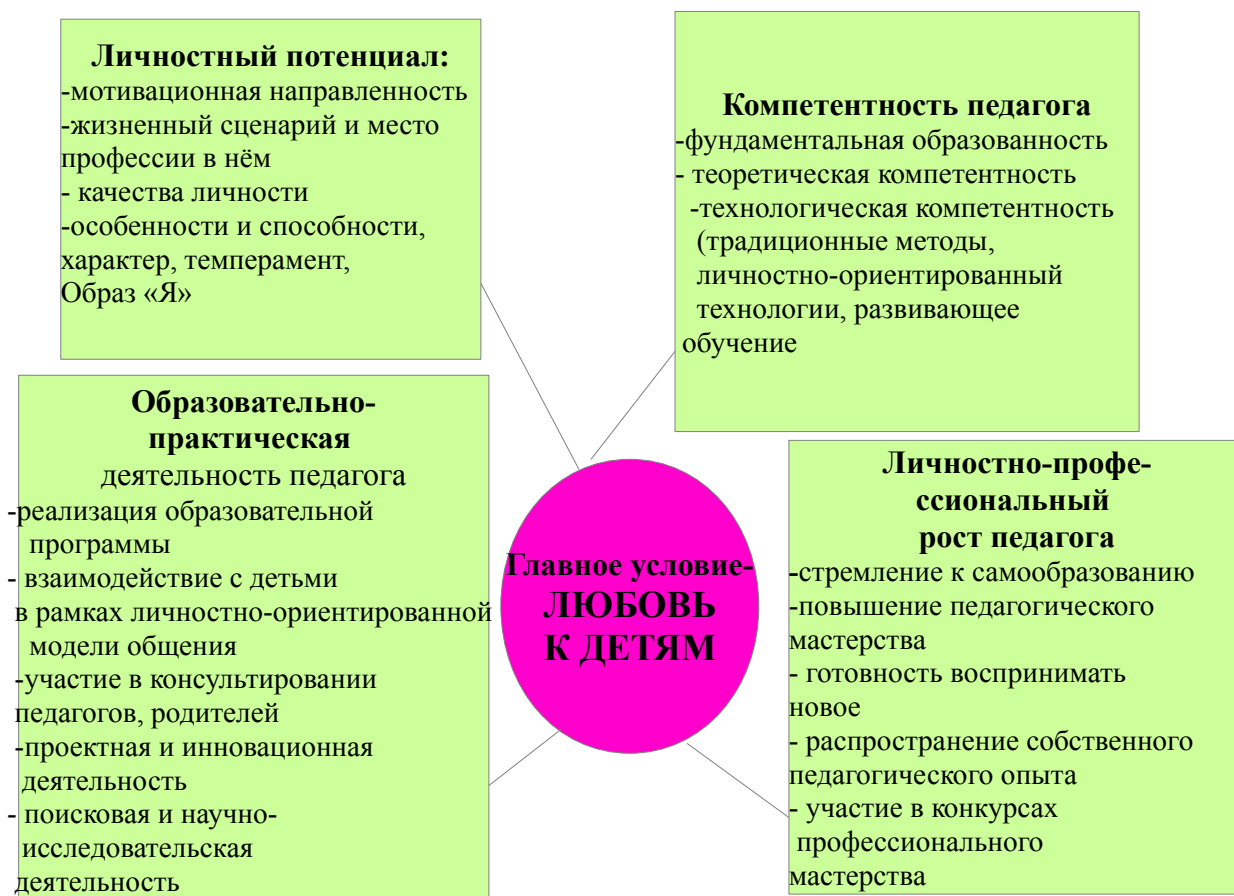 Личностный потенциал:
-мотивационная направленность
-жизненный сценарий и место
профессии в нём
- качества личности
-особенности и способности,
характер, темперамент,
Образ «Я»
Компетентность педагога
-фундаментальная образованность
- теоретическая компетентность
-технологическая компетентность
(традиционные методы,
личностно-ориентированный
технологии, развивающее
обучение
Образовательно-
практическая
деятельность педагога
-реализация образовательной
программы
- взаимодействие с детьми
в рамках личностно-ориентированной
модели общения
-участие в консультировании
педагогов, родителей
-проектная и инновационная
деятельность
- поисковая и научно-
исследовательская
деятельность
Главное условие-
ЛЮБОВЬ
К ДЕТЯМ
Личностно-профе-
ссиональный
рост педагога
-стремление к самообразованию
-повышение педагогического
мастерства
- готовность воспринимать
новое
- распространение собственного
педагогического опыта
- участие в конкурсах
профессионального
мастерства